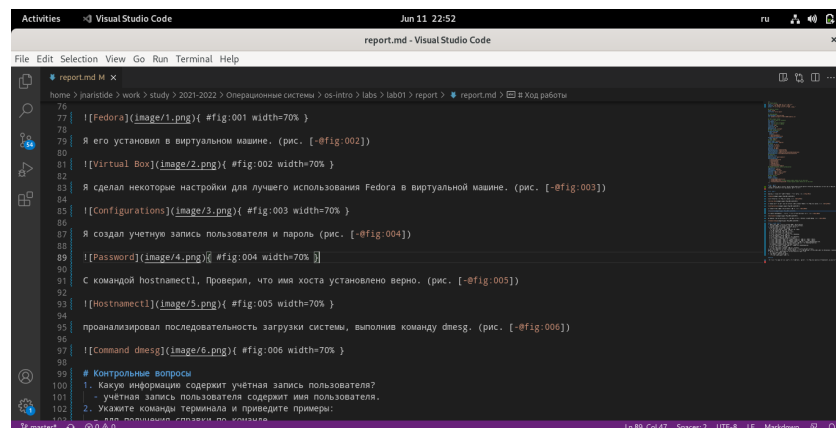 Activities Visual Studio Code Jun 11 22:52 ru
report.md - Visual Studio Code
File Edit Selection View Go Run Terminal Help
report.md M
home > jnaristide > work > study > 2021-2022 > Операционные системы > os-intro > labs > lab01 > report > report.md > # Ход работы
76
77 ![Fedora](image/1.png){ #fig:001 width=70% }
78
79 Я его установил в виртуальном машине. (рис. [-@fig:002])
80
81 ![Virtual Box](image/2.png){ #fig:002 width=70% }
82
83 Я сделал некоторые настройки для лучшего использования Fedora в виртуальной машине. (рис. [-@fig:003])
84
85 ![Configurations](image/3.png){ #fig:003 width=70% }
86
87 Я создал учетную запись пользователя и пароль (рис. [-@fig:004])
88
89 ![Password](image/4.png){ #fig:004 width=70% }
90
91 С командой hostnamectl, Проверил, что имя хоста установлено верно. (рис. [-@fig:005])
92
93 ![Hostnamectl](image/5.png){ #fig:005 width=70% }
94
95 проанализировал последовательность загрузки системы, выполнив команду dmesg. (рис. [-@fig:006])
96
97 ![Command dmesg](image/6.png){ #fig:006 width=70% }
98
99 # Контрольные вопросы
100 1. Какую информацию содержит учётная запись пользователя?
101 - учётная запись пользователя содержит имя пользователя.
102 2. Укажите команды терминала и приведите примеры:
103 - для получения справки по команде
54
1
master* 0 0 Ln 89, Col 47 Spaces: 2 UTF-8 LF Markdown